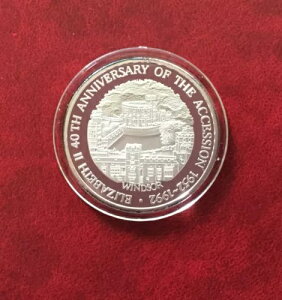 ELIZABETH II 40TH ANNIVERSARY OF THE ACCESSION 1952-1992 •
WINDSOR